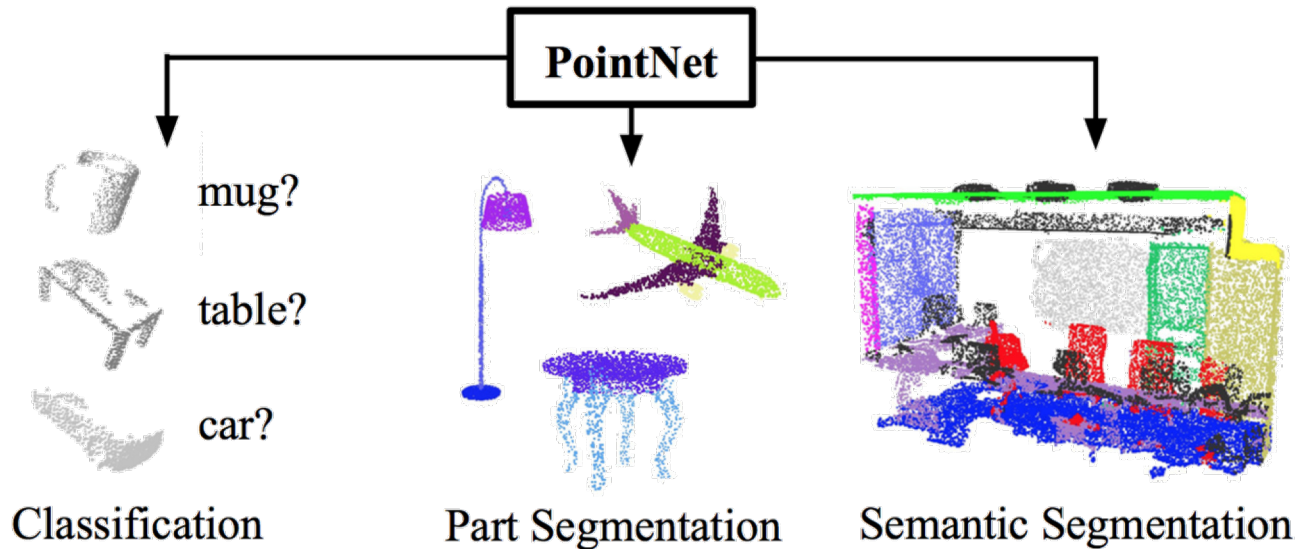 PointNet
mug?
table?
car?
Classification
Part Segmentation
Semantic Segmentation